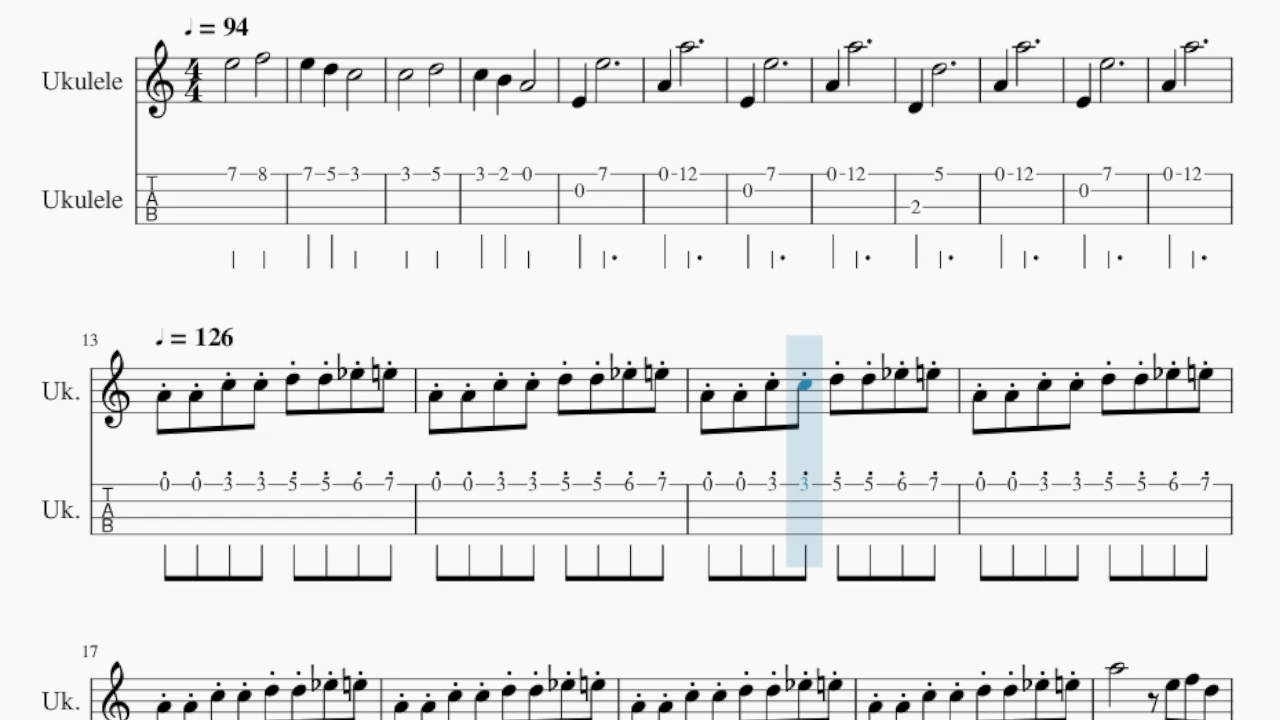 ♩ = 94
Ukulele
4
4
Ukulele
T
A
B
7 8 7 5 3 3 5 3 2 0 0 7 0 12 0 7 0 12 2 5 0 12 0 7 0 12
13
♩ = 126
Uk.
Uk.
T
A
B
0 0 3 3 5 5 6 7 0 0 3 3 5 5 6 7 0 0 3 3 5 5 6 7 0 0 3 3 5 5 6 7
17
Uk.